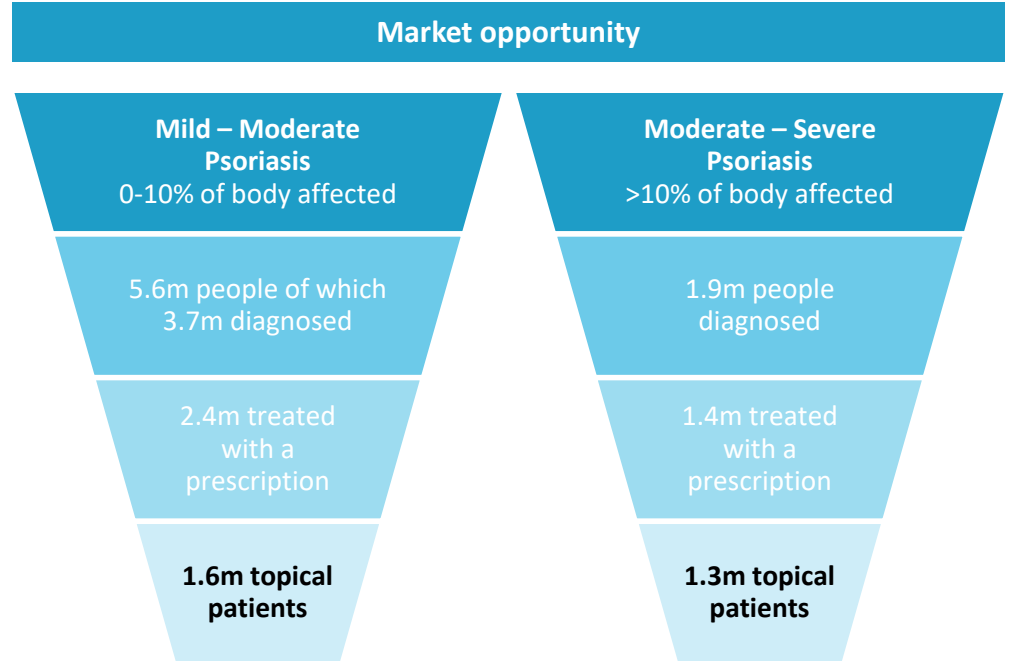 Market opportunity
Mild – Moderate
Psoriasis
0-10% of body affected
5.6m people of which
3.7m diagnosed
2.4m treated
with a
prescription
1.6m topical
patients
Moderate – Severe
Psoriasis
>10% of body affected
1.9m people
diagnosed
1.4m treated
with a
prescription
1.3m topical
patients